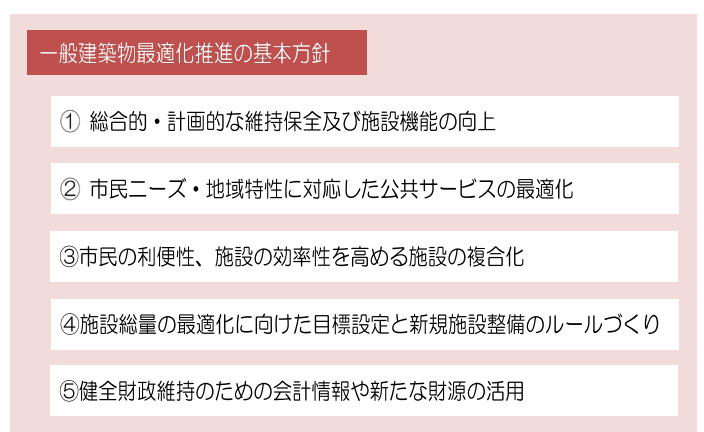 一般建築物最適化推進の基本方針
① 総合的・計画的な維持保全及び施設機能の向上
② 市民ニーズ・地域特性に対応した公共サービスの最適化
③市民の利便性、施設の効率性を高める施設の複合化
④施設総量の最適化に向けた目標設定と新規施設整備のルールづくり
⑤健全財政維持のための会計情報や新たな財源の活用